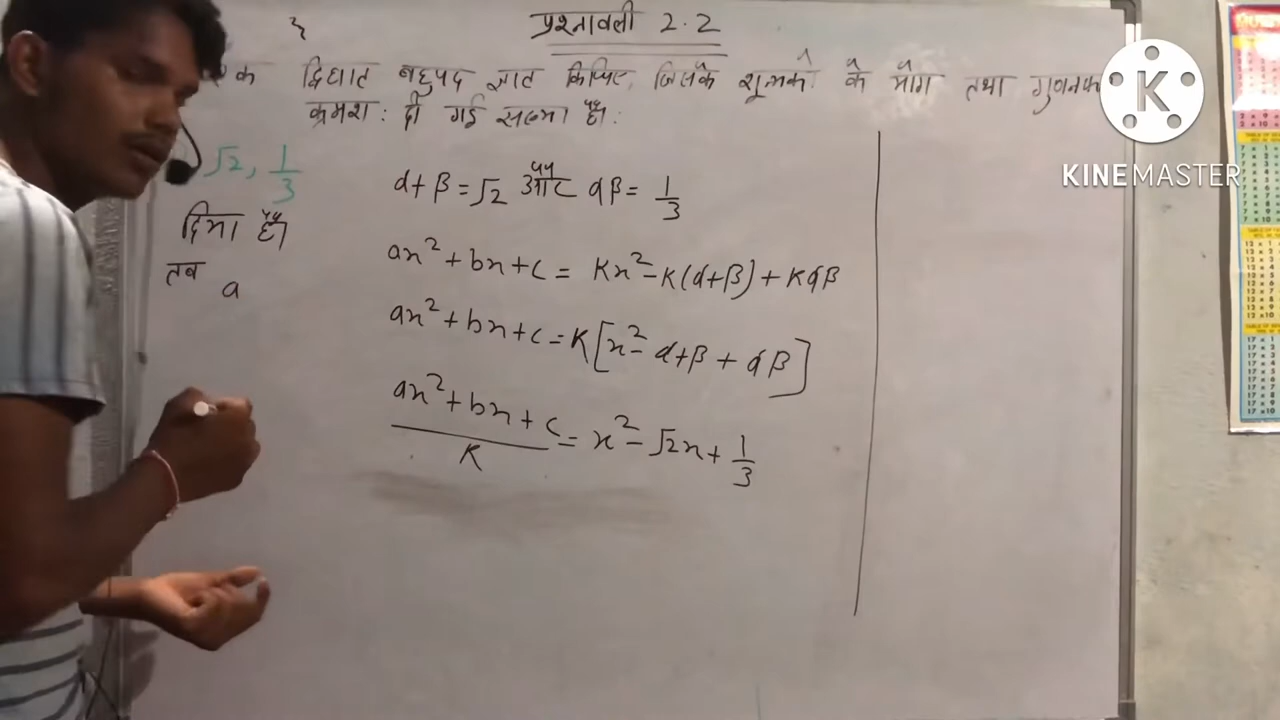 प्रश्नावली 2.2
एक द्विघात बहुपद ज्ञात किजिए, जिसके शून्यको के योग तथा गुणनफल
क्रमशः दी गई संख्या हैं:
√2, 1/3
दिया है
तब a
α+β = √2 और αβ = 1/3
ax²+bx+c = Kx²-K(α+β)+Kαβ
ax²+bx+c = K[x²-α+β+αβ]
ax²+bx+c/K = x²-√2x+1/3
K
KINEMASTER